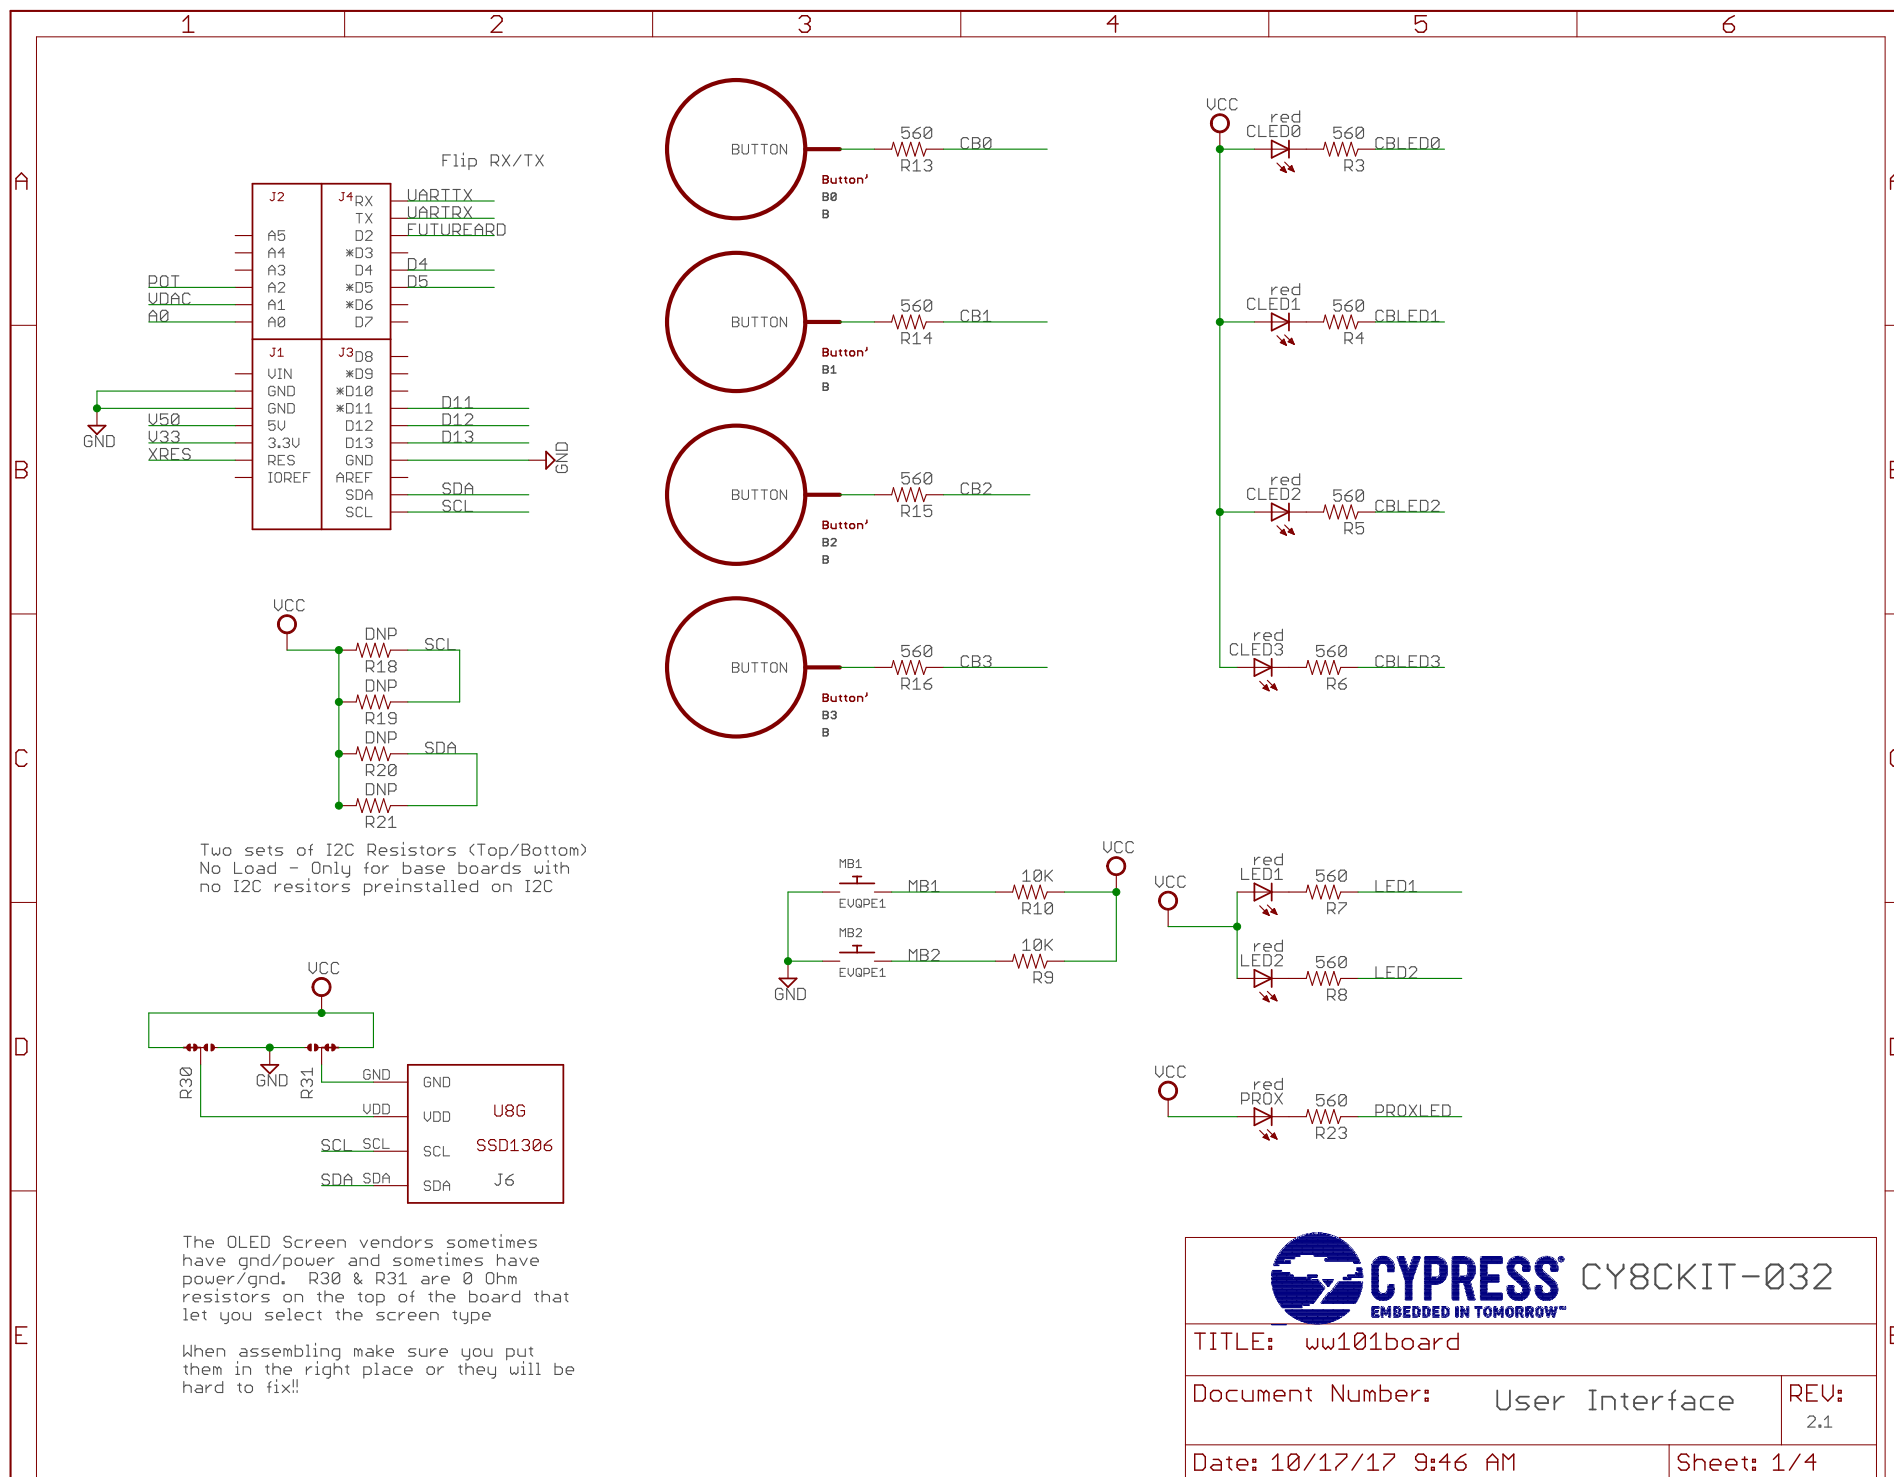 1 2 3 4 5 6
A
B
C
D
E
Flip RX/TX
J2
A5
A4
A3
POT A2
VDAC A1
A0 A0
J4
RX UARTTX
TX UARTRX
D2 FUTUREARD
*D3
D4 D4
*D5 D5
*D6
D7
J1
VIN
GND
GND
GND
V50 5V
V33 3.3V
XRES RES
IOREF
J3
D8
*D9
*D10
*D11 D11
D12 D12
D13 D13
GND GND
AREF
SDA SDA
SCL SCL
VCC
DNP SCL
R18
DNP
R19
DNP SDA
R20
DNP
R21
Two sets of I2C Resistors (Top/Bottom)
No Load - Only for base boards with
no I2C resitors preinstalled on I2C
VCC
R30
GND
R31
GND GND
VDD VDD
SCL SCL SCL
SDA SDA SDA
U8G
SSD1306
J6
The OLED Screen vendors sometimes
have gnd/power and sometimes have
power/gnd. R30 & R31 are 0 Ohm
resistors on the top of the board that
let you select the screen type
When assembling make sure you put
them in the right place or they will be
hard to fix!!
BUTTON 560 CB0
R13
Button'
B0
B
BUTTON 560 CB1
R14
Button'
B1
B
BUTTON 560 CB2
R15
Button'
B2
B
BUTTON 560 CB3
R16
Button'
B3
B
VCC
red
CLED0 560 CBLED0
R3
red
CLED1 560 CBLED1
R4
red
CLED2 560 CBLED2
R5
red
CLED3 560 CBLED3
R6
MB1
EVQPE1
MB1 10K
R10
VCC
MB2
EVQPE1
MB2 10K
R9
GND
VCC
red
LED1 560 LED1
R7
red
LED2 560 LED2
R8
VCC
red
PROX 560 PROXLED
R23
CYPRESS
EMBEDDED IN TOMORROW™
CY8CKIT-032
TITLE: ww101board
Document Number: User Interface
REV:
2.1
Date: 10/17/17 9:46 AM Sheet: 1/4